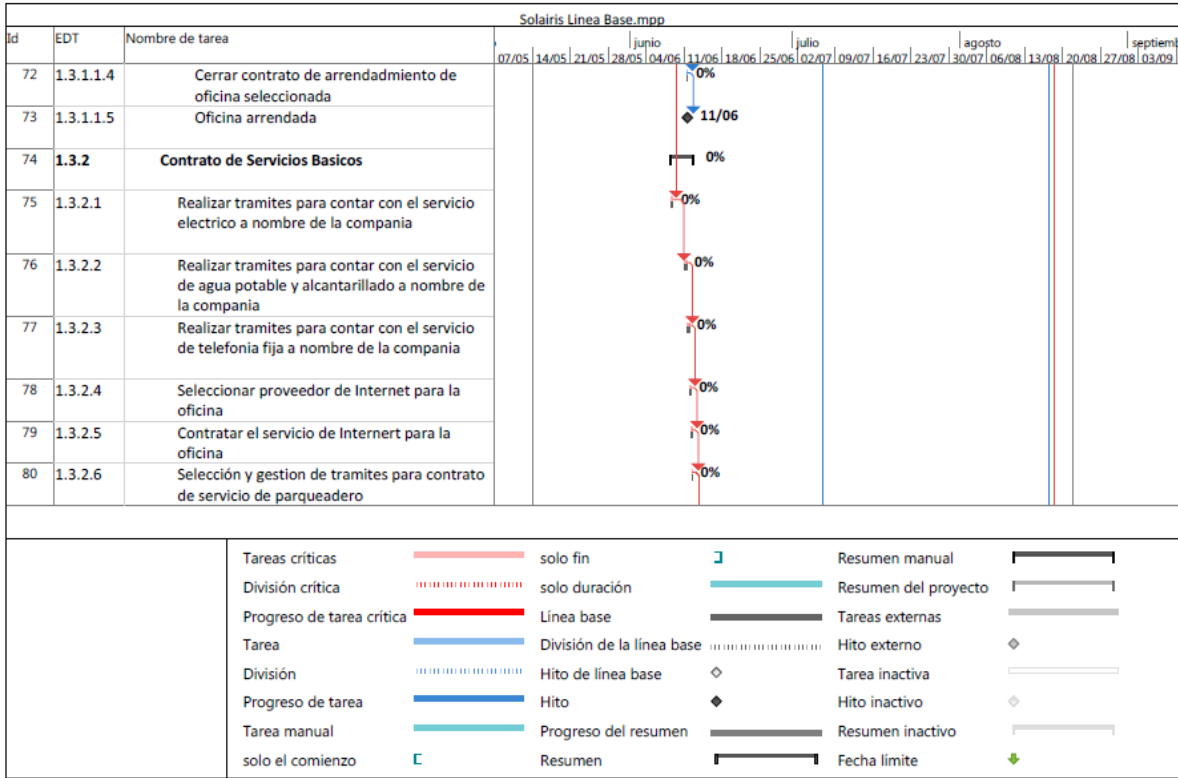 Solairis Linea Base.mpp
Id EDT Nombre de tarea
junio julio agosto septiemb
07/05 14/05 21/05 28/05 04/06 11/06 18/06 25/06 02/07 09/07 16/07 23/07 30/07 06/08 13/08 20/08 27/08 03/09
72 1.3.1.1.4 Cerrar contrato de arrendadmiento de 0%
oficina seleccionada
73 1.3.1.1.5 Oficina arrendada 11/06
74 1.3.2 Contrato de Servicios Basicos 0%
75 1.3.2.1 Realizar tramites para contar con el servicio 0%
electrico a nombre de la compania
76 1.3.2.2 Realizar tramites para contar con el servicio 0%
de agua potable y alcantarillado a nombre de
la compania
77 1.3.2.3 Realizar tramites para contar con el servicio 0%
de telefonia fija a nombre de la compania
78 1.3.2.4 Seleccionar proveedor de Internet para la 0%
oficina
79 1.3.2.5 Contratar el servicio de Internert para la 0%
oficina
80 1.3.2.6 Selección y gestion de tramites para contrato 0%
de servicio de parqueadero
Tareas críticas solo fin Resumen manual
División crítica solo duración Resumen del proyecto
Progreso de tarea crítica Línea base Tareas externas
Tarea División de la línea base Hito externo
División Hito de línea base Tarea inactiva
Progreso de tarea Hito Hito inactivo
Tarea manual Progreso del resumen Resumen inactivo
solo el comienzo Resumen Fecha límite